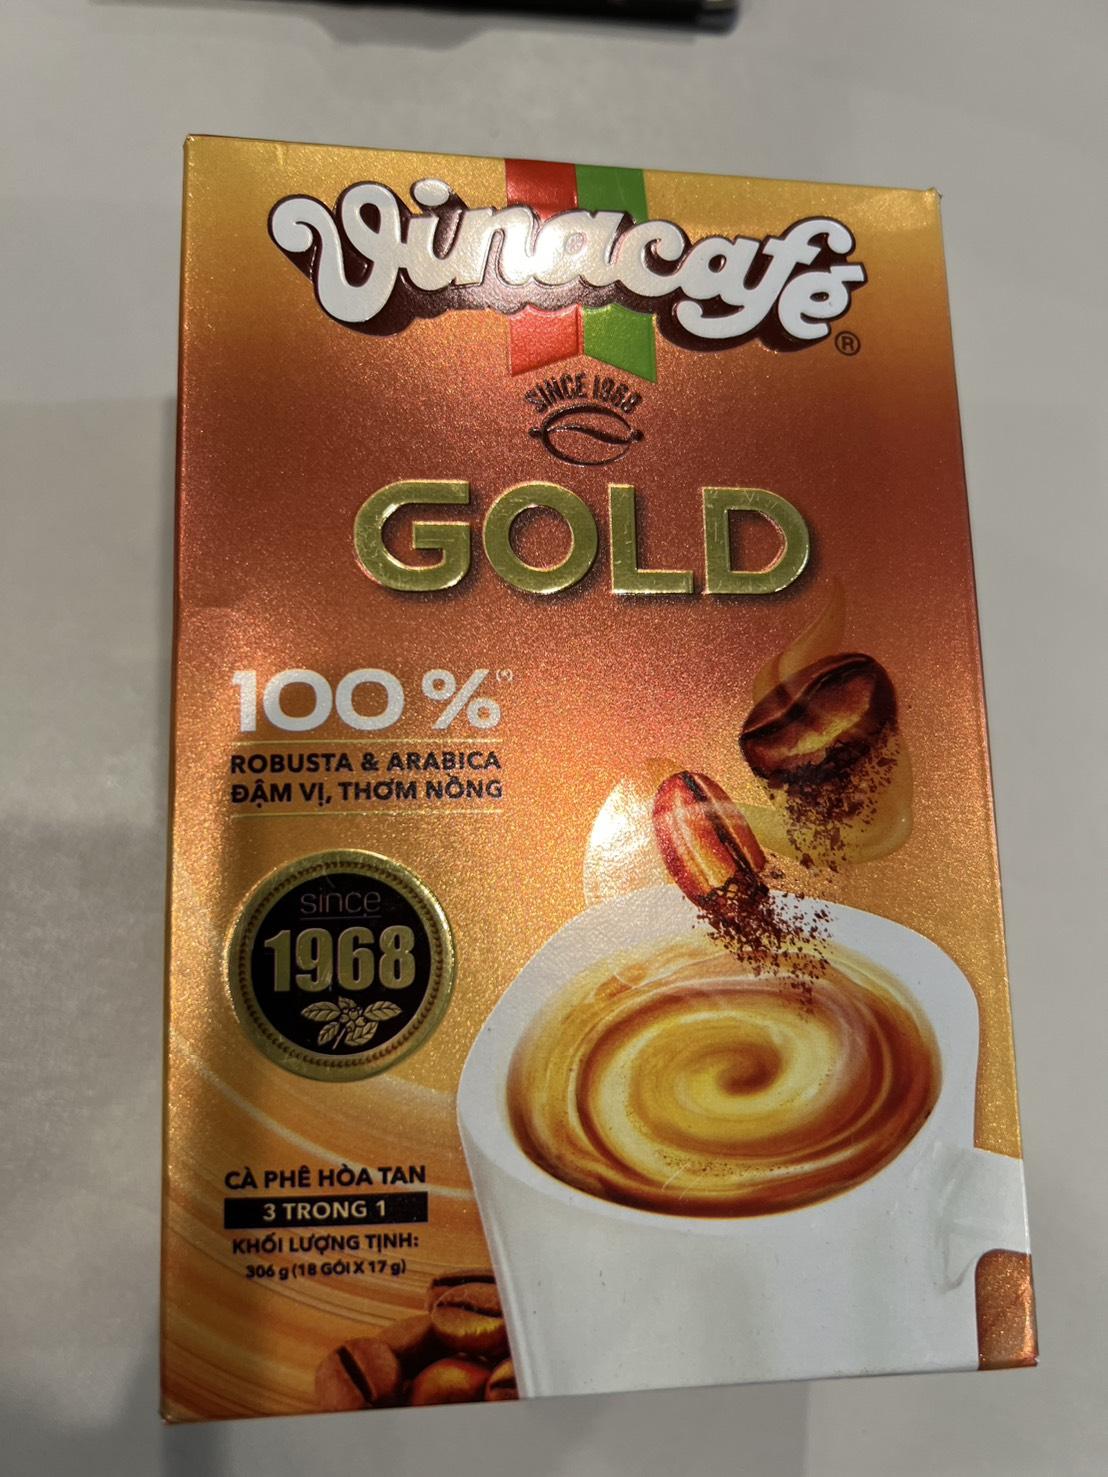 Vinacafé ®
SINCE 1968
GOLD
100 % (*)
ROBUSTA & ARABICA
ĐẬM VỊ, THƠM NỒNG
since
1968
CÀ PHÊ HÒA TAN
3 TRONG 1
KHỐI LƯỢNG TỊNH:
306 g (18 GÓI X 17 g)